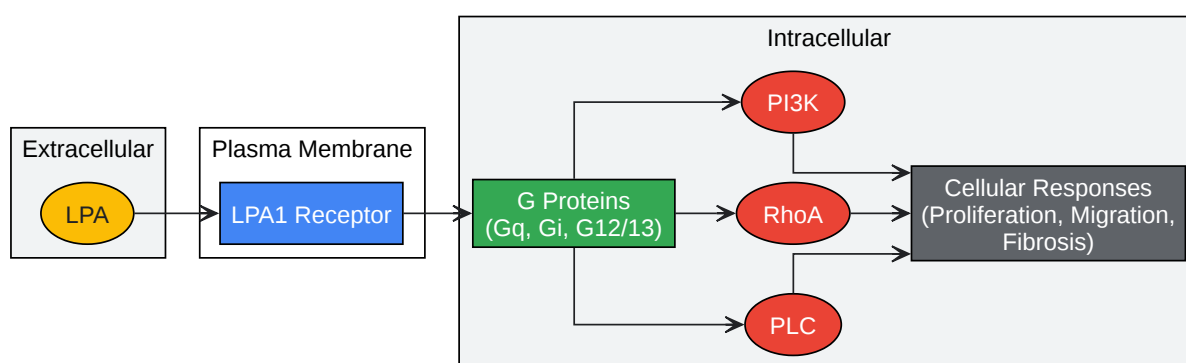 Intracellular
PI3K
Extracellular
Plasma Membrane
LPA
LPA1 Receptor
G Proteins
(Gq, Gi, G12/13)
RhoA
Cellular Responses
(Proliferation, Migration,
Fibrosis)
PLC